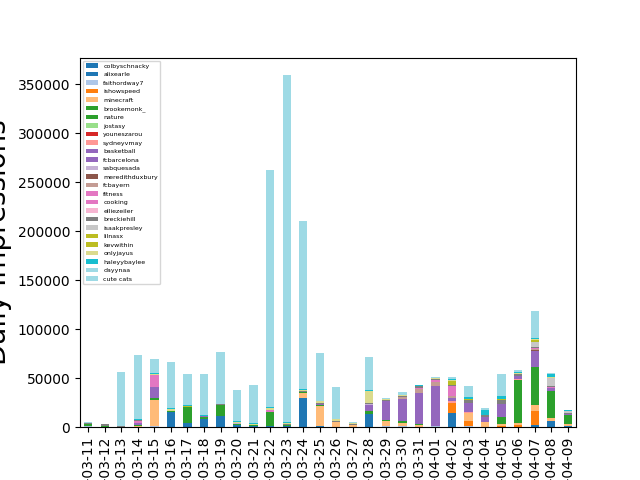 colbyschnacky
alixearle
faithordway7
ishowspeed
minecraft
brookemonk_
nature
jostasy
youneszarou
sydneyvmay
basketball
fcbarcelona
sabquesada
meredithduxbury
fcbayern
fitness
cooking
elliezeiler
breckiehill
isaakpresley
lilnasx
kevwithin
onlyjayus
haleyybaylee
dayynaa
cute cats
350000
300000
250000
200000
150000
100000
50000
0
Daily Impressions
03-11
03-12
03-13
03-14
03-15
03-16
03-17
03-18
03-19
03-20
03-21
03-22
03-23
03-24
03-25
03-26
03-27
03-28
03-29
03-30
03-31
04-01
04-02
04-03
04-04
04-05
04-06
04-07
04-08
04-09